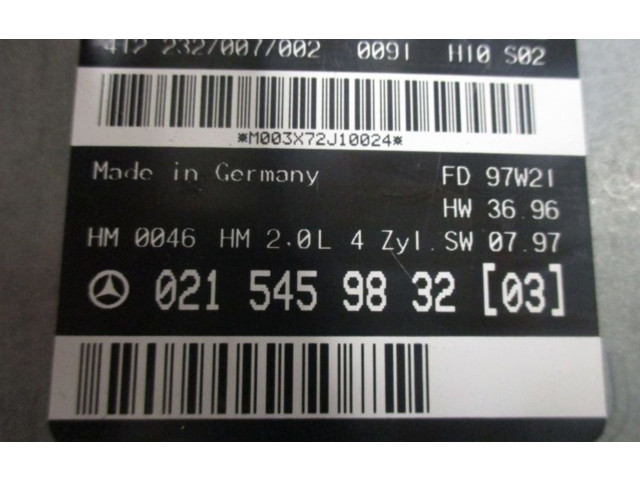 412 232/007/002 0091 H10 S02
*M003X72J10024*
Made in Germany FD 97W21
HW 36.96
HM 0046 HM 2.0L 4 Zyl. SW 07.97
021 545 98 32 [03]